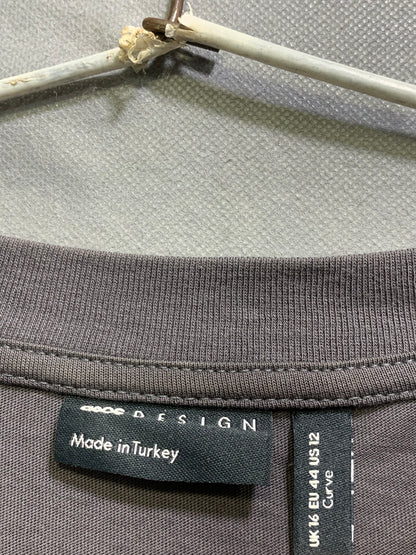 asos DESIGN
Made in Turkey
UK 16 EU 44 US 12
Curve